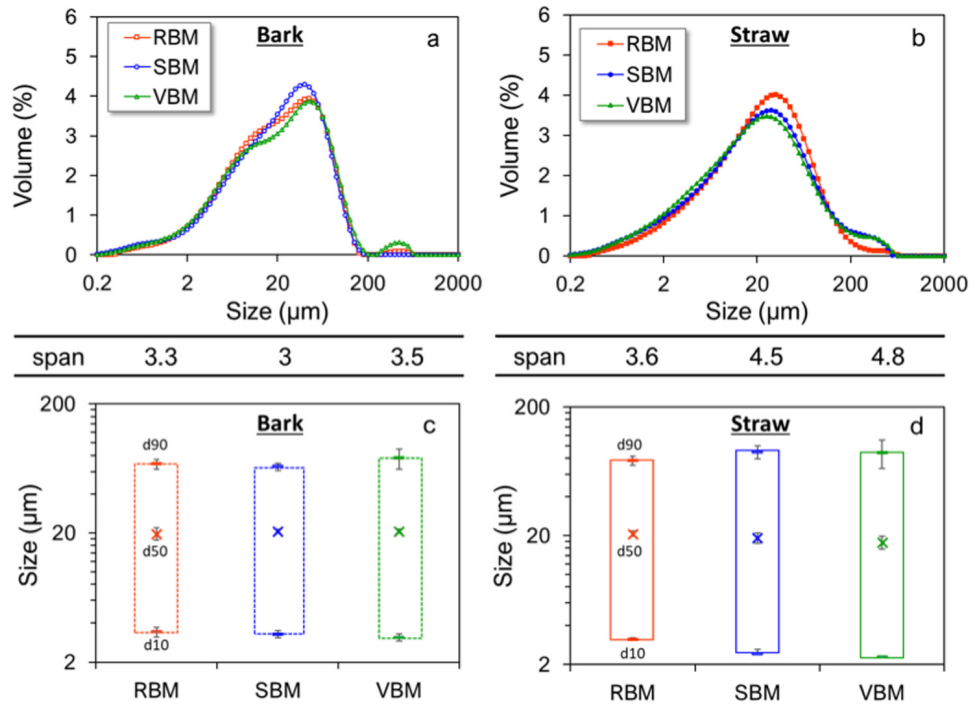 Bark
a
RBM
SBM
VBM
Volume (%)
6
5
4
3
2
1
0
0.2 2 20 200 2000
Size (µm)
Straw
b
RBM
SBM
VBM
Volume (%)
6
5
4
3
2
1
0
0.2 2 20 200 2000
Size (µm)
span 3.3 3 3.5
span 3.6 4.5 4.8
Bark
c
Size (µm)
200
20
2
d90
d50
d10
RBM SBM VBM
Straw
d
Size (µm)
200
20
2
d90
d50
d10
RBM SBM VBM